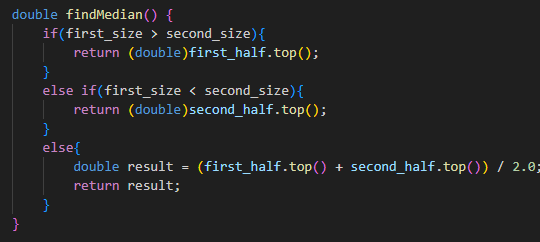 double findMedian() {
    if(first_size > second_size){
        return (double)first_half.top();
    }
    else if(first_size < second_size){
        return (double)second_half.top();
    }
    else{
        double result = (first_half.top() + second_half.top()) / 2.0;
        return result;
    }
}